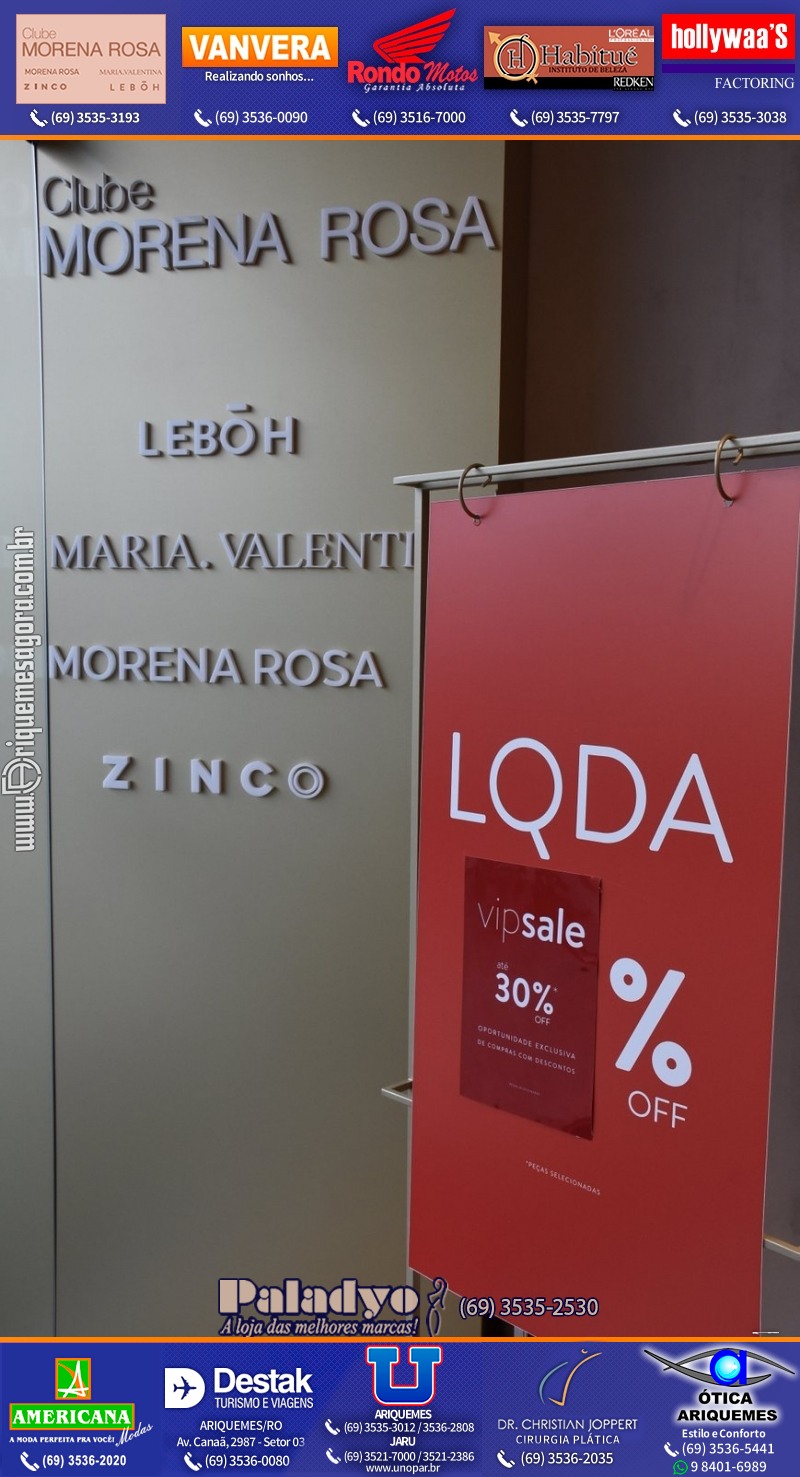 Clube
MORENA ROSA
MORENA ROSA
MARIA.VALENTINA
ZINCO
LEBŌH
(69) 3535-3193
VANVERA
Realizando sonhos...
(69) 3536-0090
Rondo Motos
Garantia Absoluta
(69) 3516-7000
L'ORÉAL
PROFESSIONNEL
H Habitué
INSTITUTO DE BELEZA
REDKEN
(69) 3535-7797
hollywaa's
FACTORING
(69) 3535-3038
Clube
MORENA ROSA
LEBŌH
MARIA. VALENTI
MORENA ROSA
ZINCO
www.Ariquemesagora.com.br
LQDA
vipsale
até
30%*
OFF
OPORTUNIDADE EXCLUSIVA
DE COMPRAS COM DESCONTOS
%
OFF
*PEÇAS SELECIONADAS
Paladyo
A loja das melhores marcas!
(69) 3535-2530
AMERICANA
Modas
A MODA PERFEITA PRA VOCÊ!
(69) 3536-2020
Destak
TURISMO E VIAGENS
ARIQUEMES/RO
Av. Canaã, 2987 - Setor 03
(69) 3536-0080
U
ARIQUEMES
(69) 3535-3012 / 3536-2808
JARU
(69) 3521-7000 / 3521-2386
www.unopar.br
DR. CHRISTIAN JOPPERT
CIRURGIA PLÁTICA
(69) 3536-2035
a
ÓTICA
ARIQUEMES
Estilo e Conforto
(69) 3536-5441
9 8401-6989